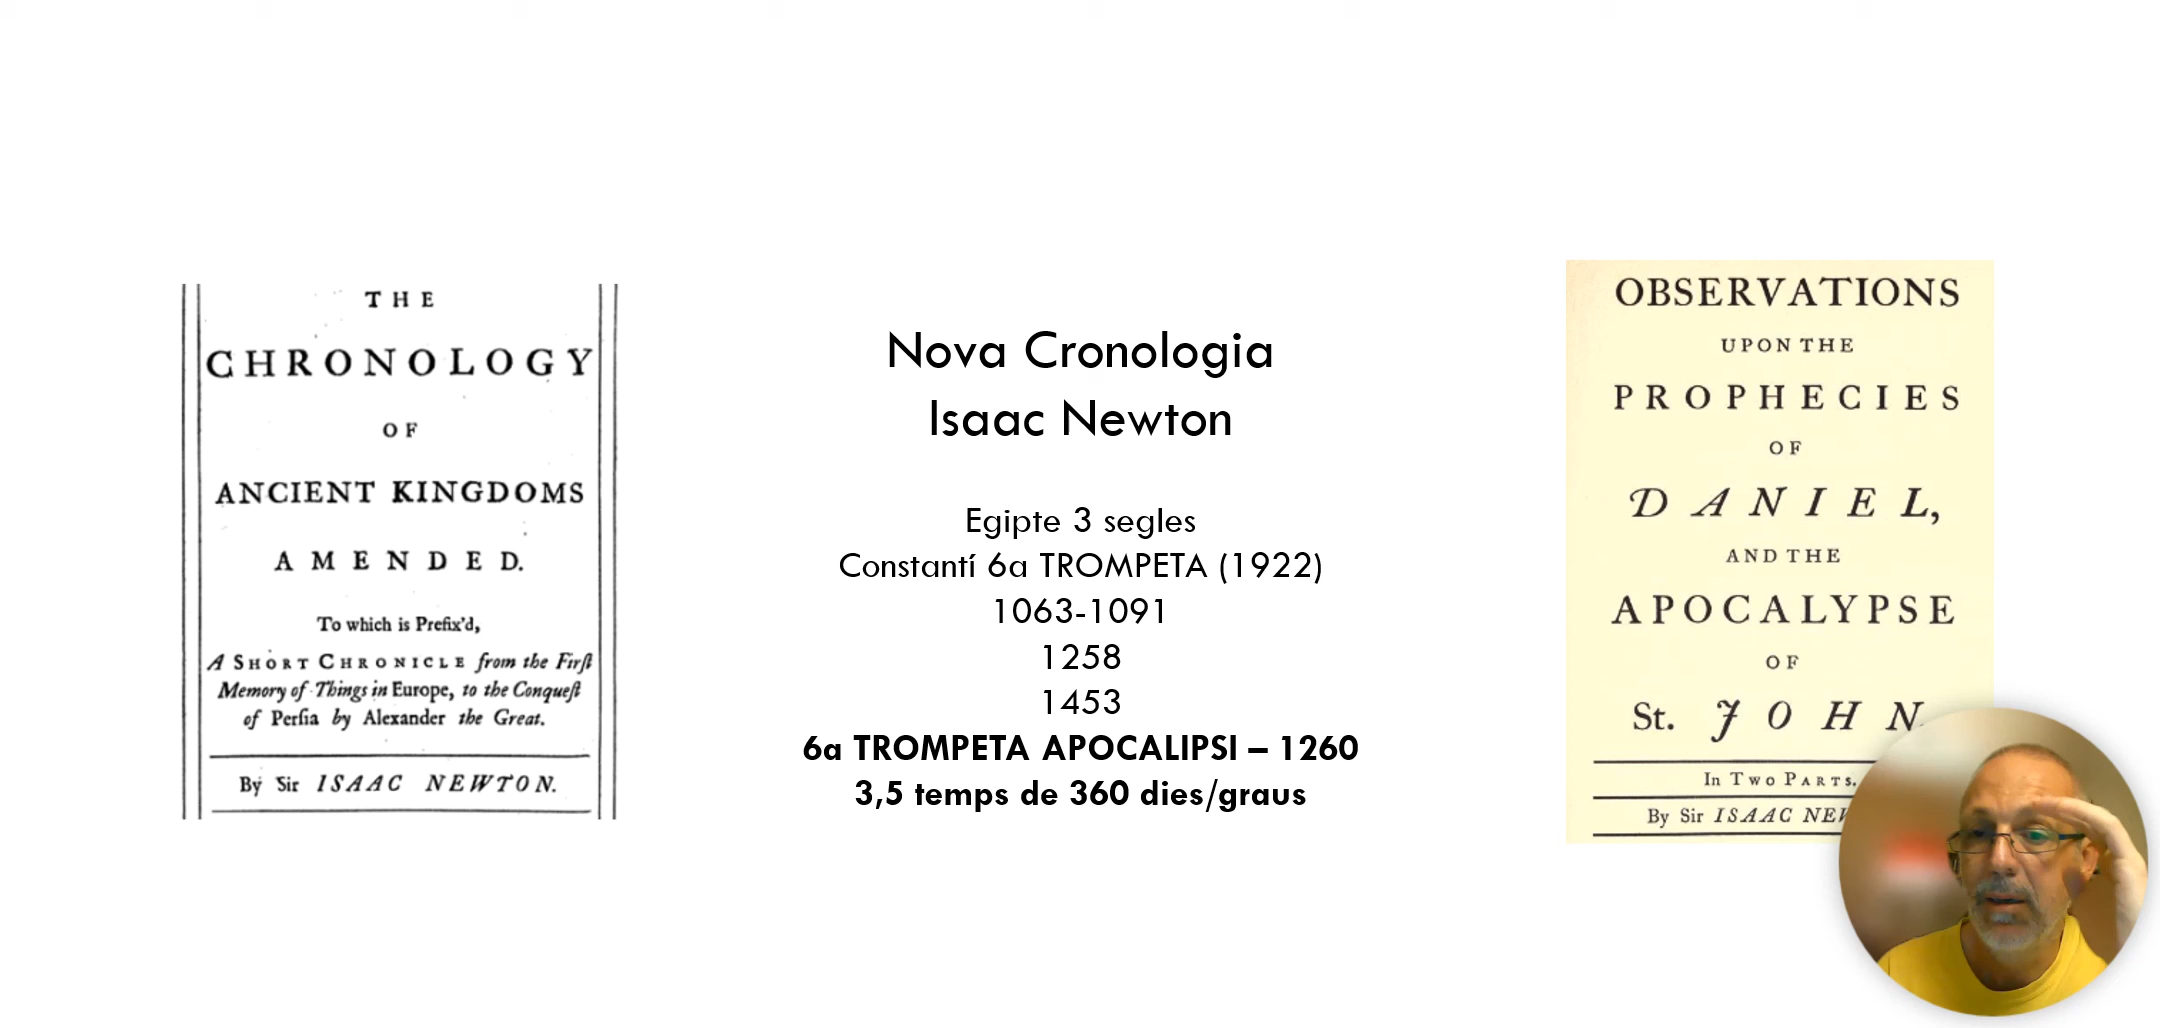 THE
CHRONOLOGY
OF
ANCIENT KINGDOMS
AMENDED.
To which is Prefix'd,
A SHORT CHRONICLE from the Firſt
Memory of Things in Europe, to the Conqueſt
of Perſia by Alexander the Great.
By Sir ISAAC NEWTON.
Nova Cronologia
Isaac Newton
Egipte 3 segles
Constantí 6a TROMPETA (1922)
1063-1091
1258
1453
6a TROMPETA APOCALIPSI – 1260
3,5 temps de 360 dies/graus
OBSERVATIONS
UPON THE
PROPHECIES
OF
DANIEL,
AND THE
APOCALYPSE
OF
St. JOHN
In Two PARTS.
By Sir ISAAC